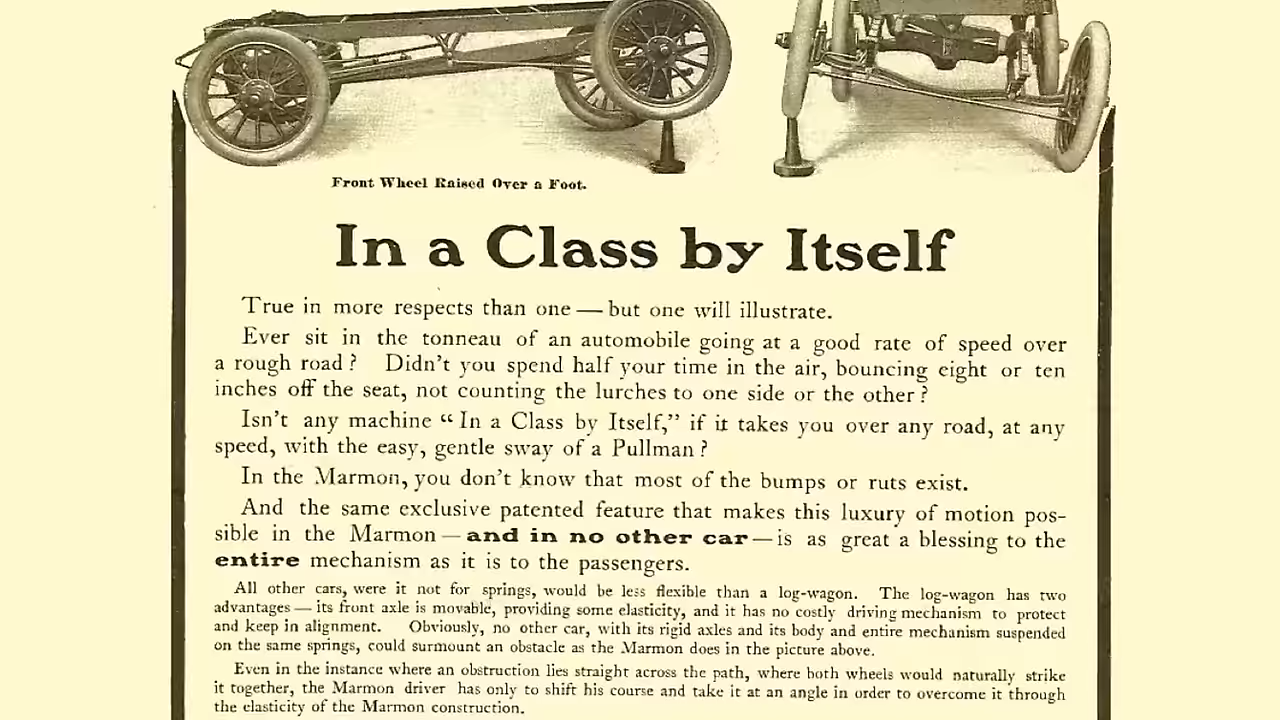 Front Wheel Raised Over a Foot.
In a Class by Itself
True in more respects than one — but one will illustrate.
Ever sit in the tonneau of an automobile going at a good rate of speed over
a rough road? Didn't you spend half your time in the air, bouncing eight or ten
inches off the seat, not counting the lurches to one side or the other?
Isn't any machine “In a Class by Itself,” if it takes you over any road, at any
speed, with the easy, gentle sway of a Pullman?
In the Marmon, you don't know that most of the bumps or ruts exist.
And the same exclusive patented feature that makes this luxury of motion pos-
sible in the Marmon — and in no other car — is as great a blessing to the
entire mechanism as it is to the passengers.
All other cars, were it not for springs, would be less flexible than a log-wagon. The log-wagon has two
advantages — its front axle is movable, providing some elasticity, and it has no costly driving mechanism to protect
and keep in alignment. Obviously, no other car, with its rigid axles and its body and entire mechanism suspended
on the same springs, could surmount an obstacle as the Marmon does in the picture above.
Even in the instance where an obstruction lies straight across the path, where both wheels would naturally strike
it together, the Marmon driver has only to shift his course and take it at an angle in order to overcome it through
the elasticity of the Marmon construction.